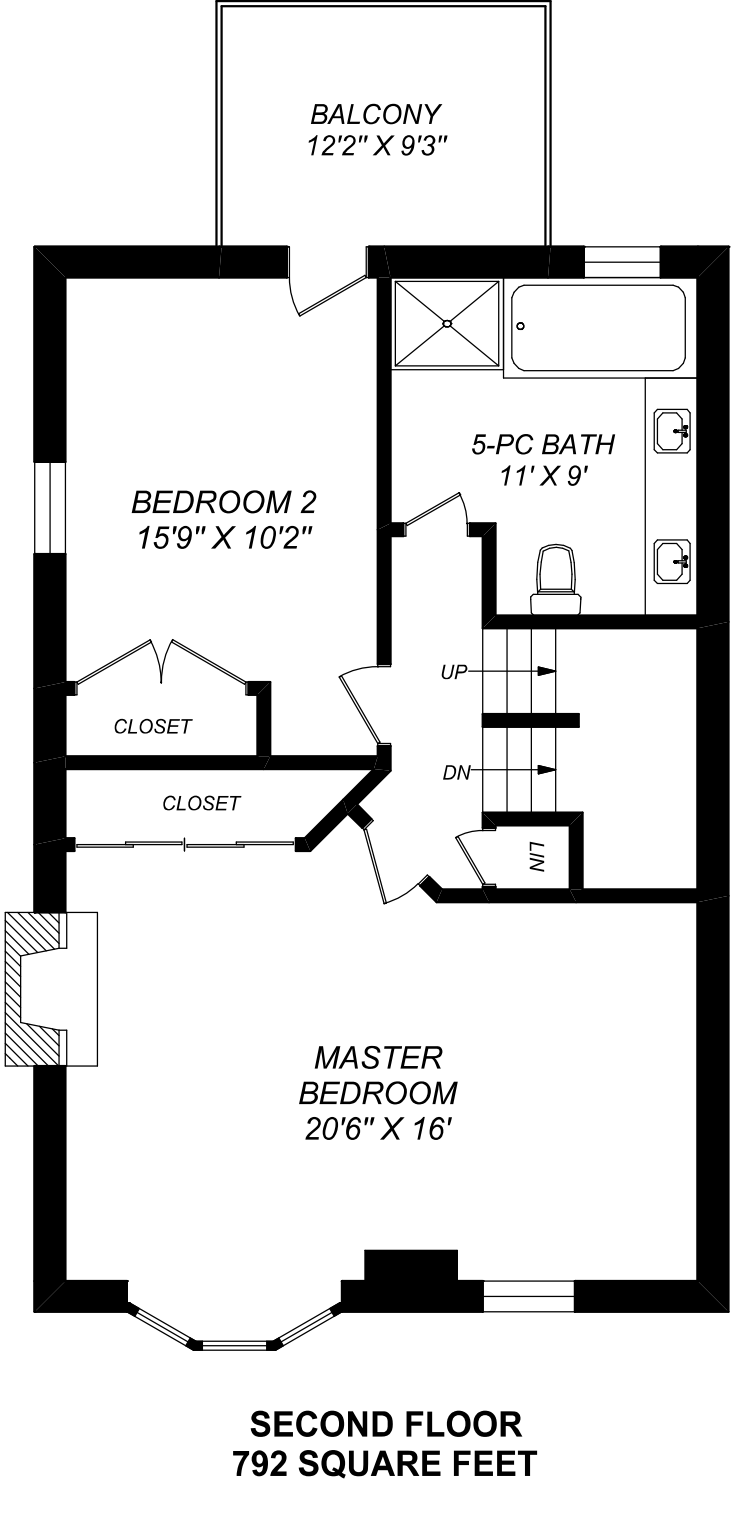 BALCONY
12'2" X 9'3"
5-PC BATH
11' X 9'
BEDROOM 2
15'9" X 10'2"
UP
CLOSET
DN
CLOSET
LIN
MASTER
BEDROOM
20'6" X 16'
SECOND FLOOR
792 SQUARE FEET